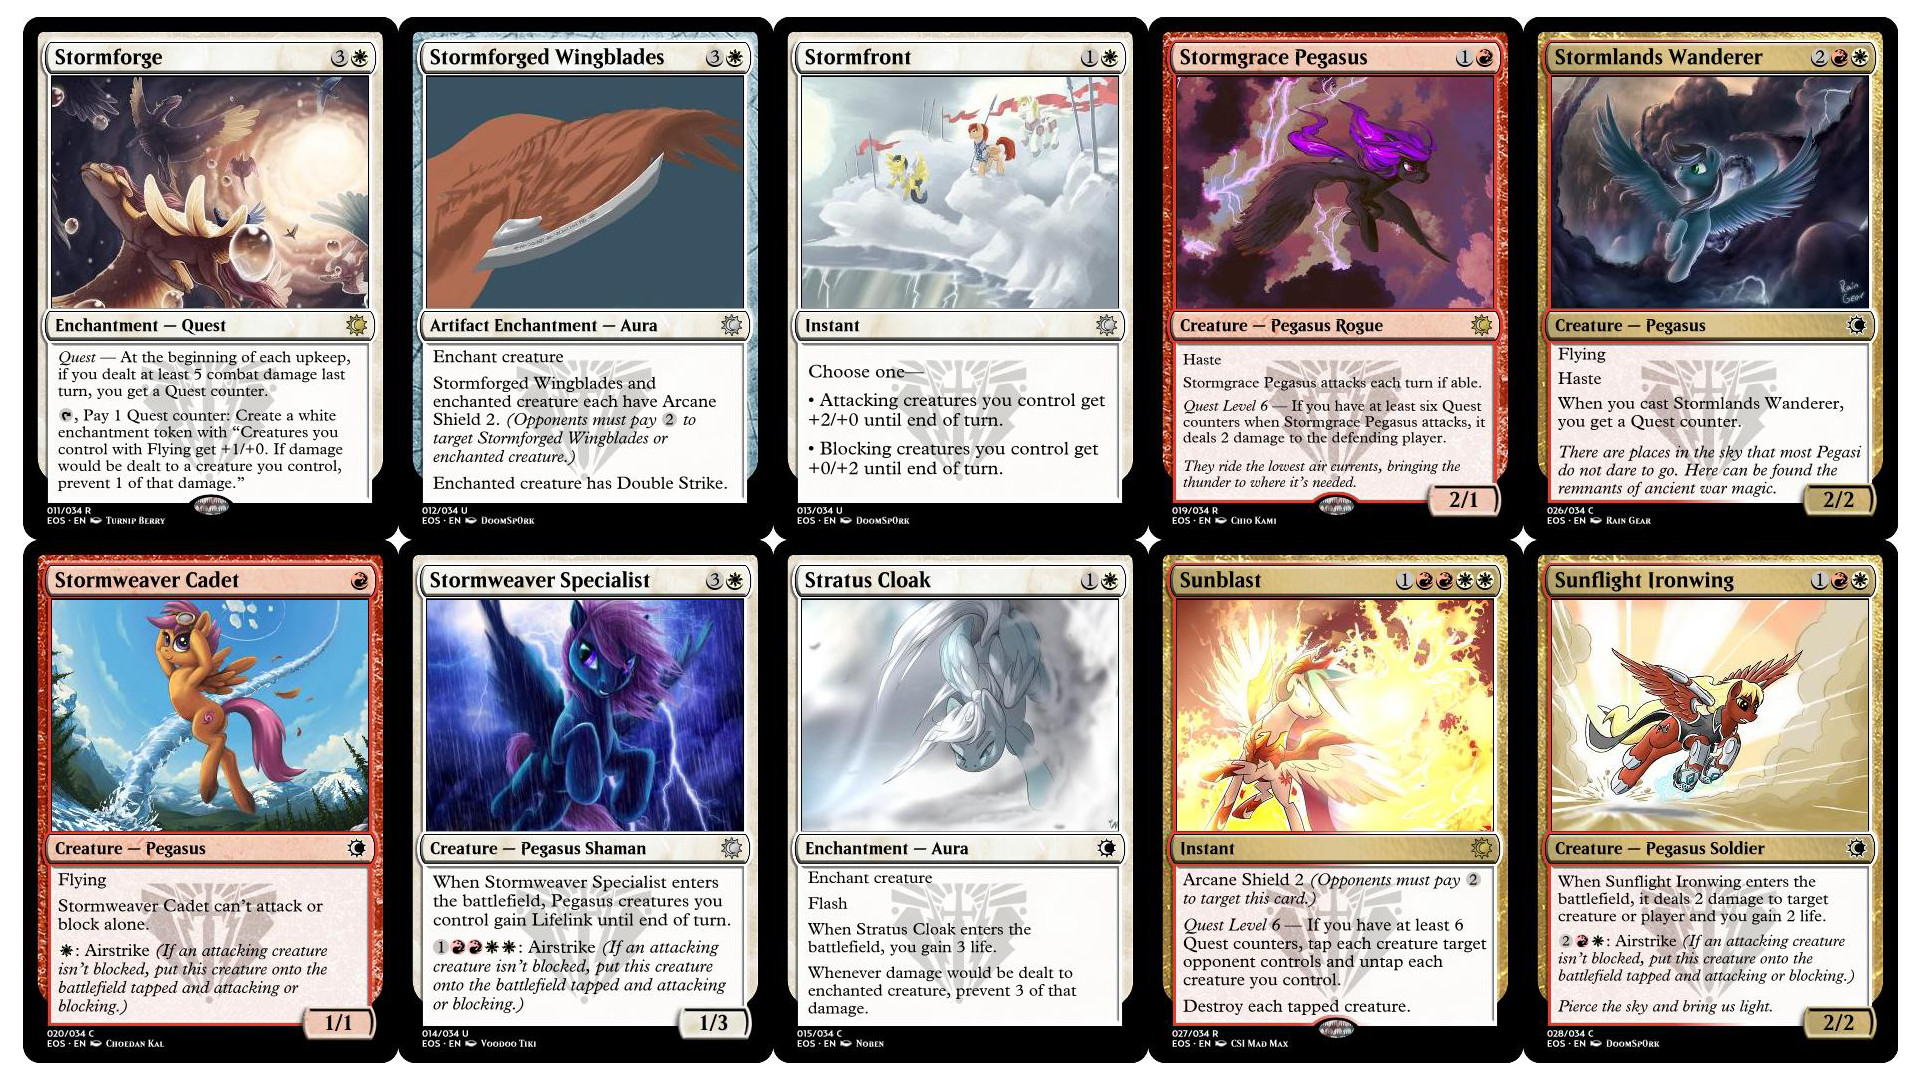 Stormforge 3
Enchantment — Quest
Quest — At the beginning of each upkeep,
if you dealt at least 5 combat damage last
turn, you get a Quest counter.
, Pay 1 Quest counter: Create a white
enchantment token with “Creatures you
control with Flying get +1/+0. If damage
would be dealt to a creature you control,
prevent 1 of that damage.”
011/034 R
EOS · EN TURNIP BERRY
Stormforged Wingblades 3
Artifact Enchantment — Aura
Enchant creature
Stormforged Wingblades and
enchanted creature each have Arcane
Shield 2. (Opponents must pay 2 to
target Stormforged Wingblades or
enchanted creature.)
Enchanted creature has Double Strike.
012/034 U
EOS · EN DOOMSP0RK
Stormfront 1
Instant
Choose one—
• Attacking creatures you control get
+2/+0 until end of turn.
• Blocking creatures you control get
+0/+2 until end of turn.
013/034 U
EOS · EN DOOMSP0RK
Stormgrace Pegasus 1
Creature — Pegasus Rogue
Haste
Stormgrace Pegasus attacks each turn if able.
Quest Level 6 — If you have at least six Quest
counters when Stormgrace Pegasus attacks, it
deals 2 damage to the defending player.
They ride the lowest air currents, bringing the
thunder to where it’s needed.
2/1
019/034 R
EOS · EN CHIO KAMI
Stormlands Wanderer 2
Rain
Gear
Creature — Pegasus
Flying
Haste
When you cast Stormlands Wanderer,
you get a Quest counter.
There are places in the sky that most Pegasi
do not dare to go. Here can be found the
remnants of ancient war magic.
2/2
026/034 C
EOS · EN RAIN GEAR
Stormweaver Cadet
Creature — Pegasus
Flying
Stormweaver Cadet can’t attack or
block alone.
: Airstrike (If an attacking creature
isn’t blocked, put this creature onto the
battlefield tapped and attacking or
blocking.)
1/1
020/034 C
EOS · EN CHOEDAN KAL
Stormweaver Specialist 3
Creature — Pegasus Shaman
When Stormweaver Specialist enters
the battlefield, Pegasus creatures you
control gain Lifelink until end of turn.
1: Airstrike (If an attacking
creature isn’t blocked, put this creature
onto the battlefield tapped and attacking
or blocking.)
1/3
014/034 U
EOS · EN VOODOO TIKI
Stratus Cloak 1
Enchantment — Aura
Enchant creature
Flash
When Stratus Cloak enters the
battlefield, you gain 3 life.
Whenever damage would be dealt to
enchanted creature, prevent 3 of that
damage.
015/034 C
EOS · EN NOBEN
Sunblast 1
Instant
Arcane Shield 2 (Opponents must pay 2
to target this card.)
Quest Level 6 — If you have at least 6
Quest counters, tap each creature target
opponent controls and untap each
creature you control.
Destroy each tapped creature.
027/034 R
EOS · EN CSI MAD MAX
Sunflight Ironwing 1
Creature — Pegasus Soldier
When Sunflight Ironwing enters the
battlefield, it deals 2 damage to target
creature or player and you gain 2 life.
2: Airstrike (If an attacking creature
isn’t blocked, put this creature onto the
battlefield tapped and attacking or blocking.)
Pierce the sky and bring us light.
2/2
028/034 C
EOS · EN DOOMSP0RK